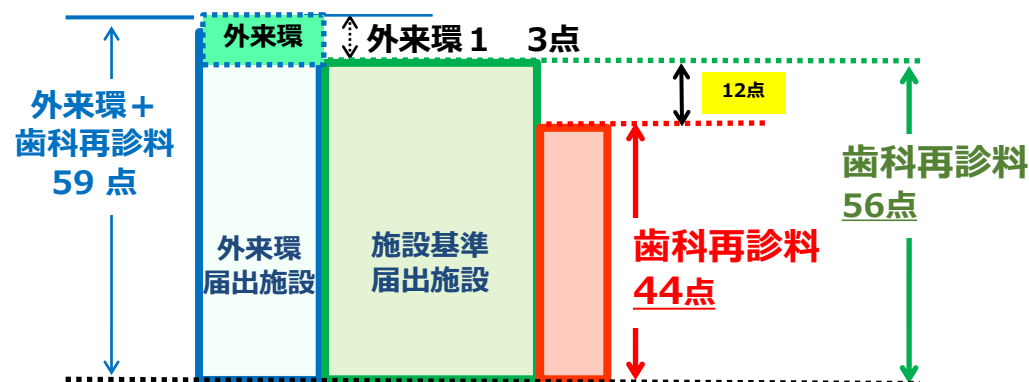 外来環
外来環１　3点
12点
外来環＋
歯科再診料
59 点
歯科再診料
56点
外来環
届出施設
施設基準
届出施設
歯科再診料
44点